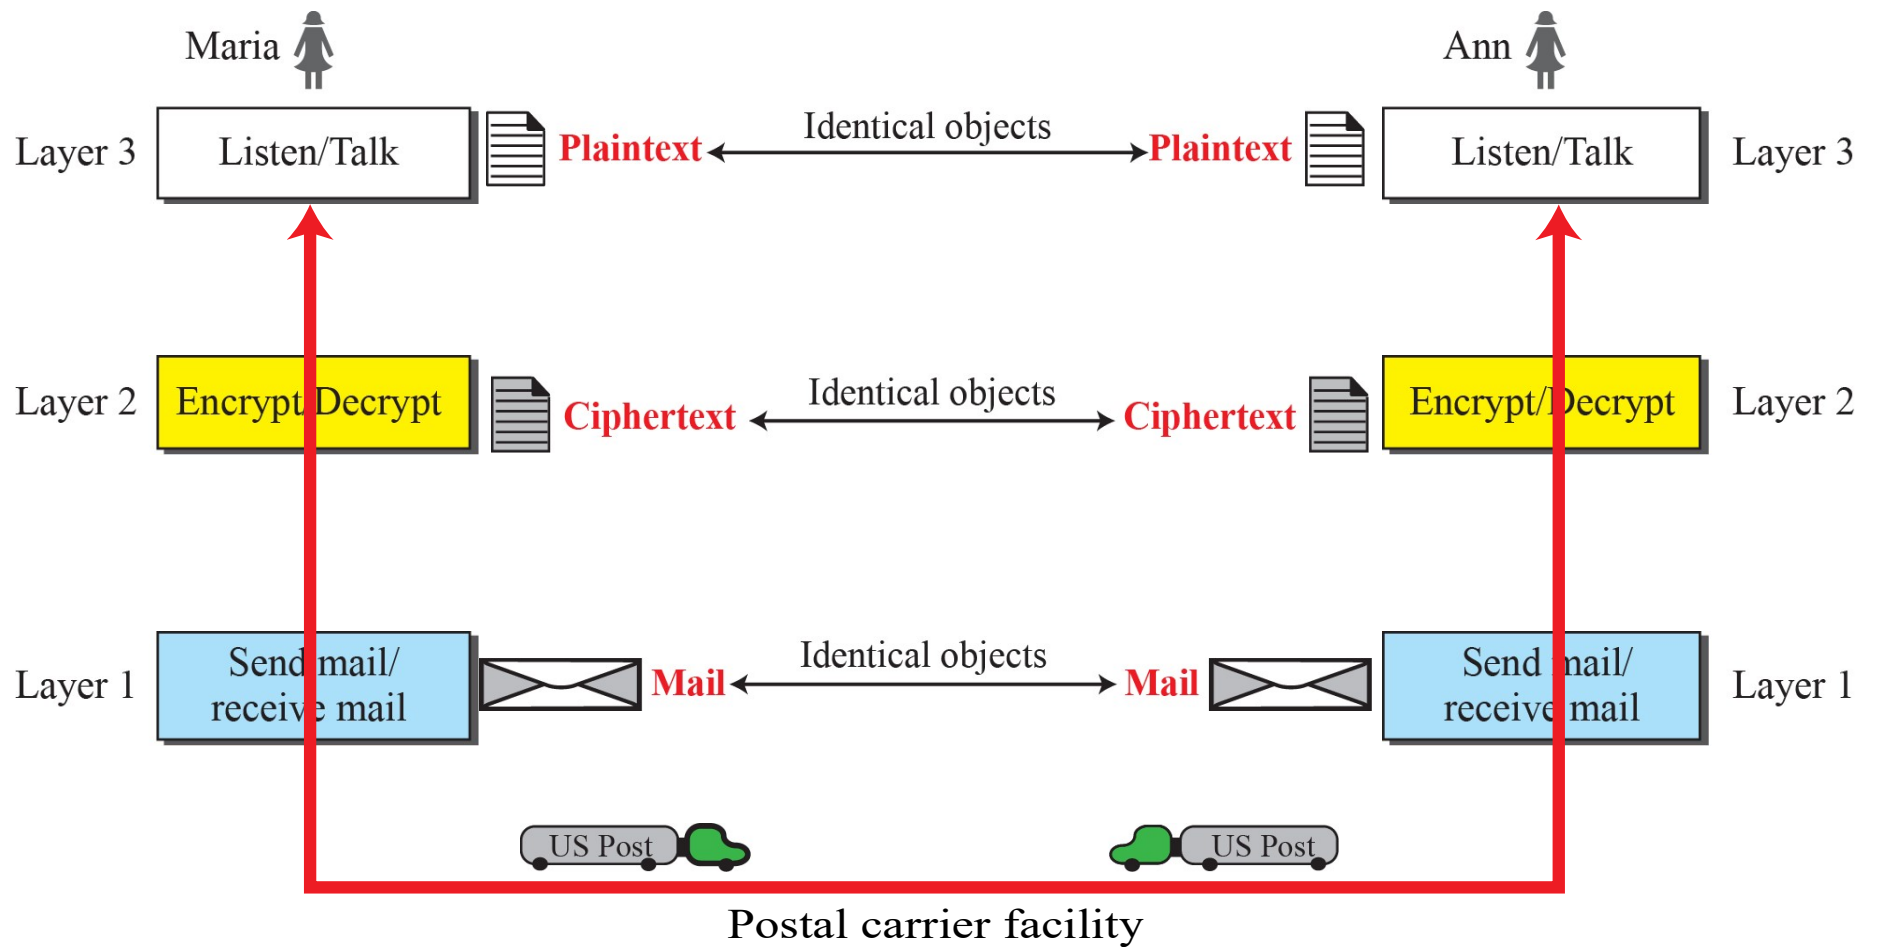 Maria
Ann
Layer 3
Listen/Talk
Plaintext
Identical objects
Plaintext
Listen/Talk
Layer 3
Layer 2
Encrypt/Decrypt
Ciphertext
Identical objects
Ciphertext
Encrypt/Decrypt
Layer 2
Layer 1
Send mail/
receive mail
Mail
Identical objects
Mail
Send mail/
receive mail
Layer 1
US Post
US Post
Postal carrier facility